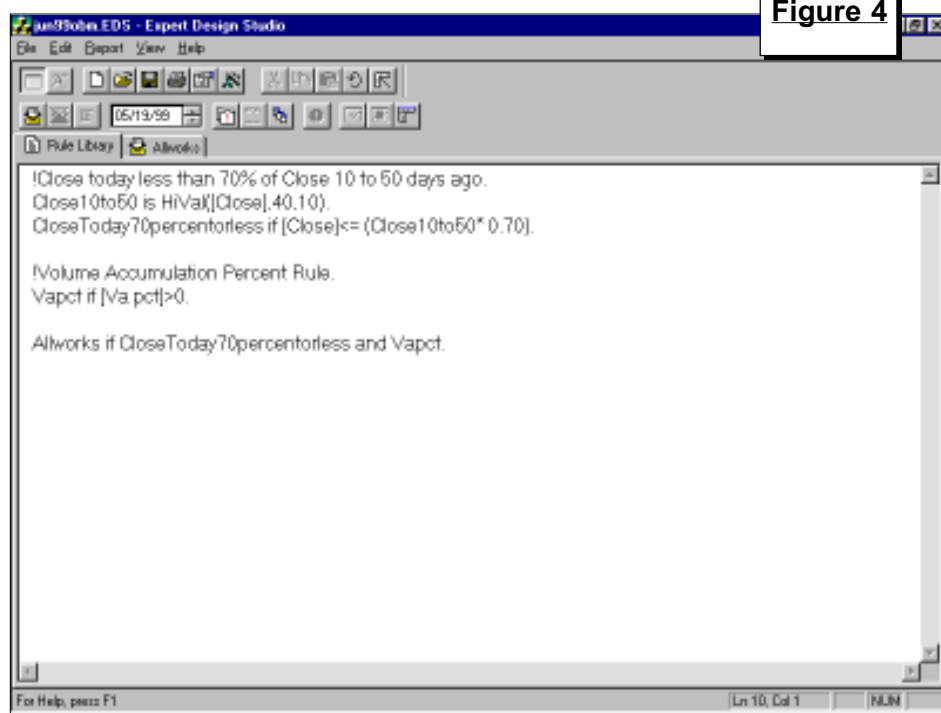 Figure 4
jun99obm.EDS - Expert Design Studio
File Edit Report View Help
05/19/99
Rule Library Allworks
!Close today less than 70% of Close 10 to 50 days ago.
Close10to50 is HiVal([Close],40,10).
CloseToday70percentorless if [Close]<= (Close10to50* 0.70).
!Volume Accumulation Percent Rule.
Vapct if [Va pct]>0.
Allworks if CloseToday70percentorless and Vapct.
For Help, press F1
Ln 10, Col 1
NUM